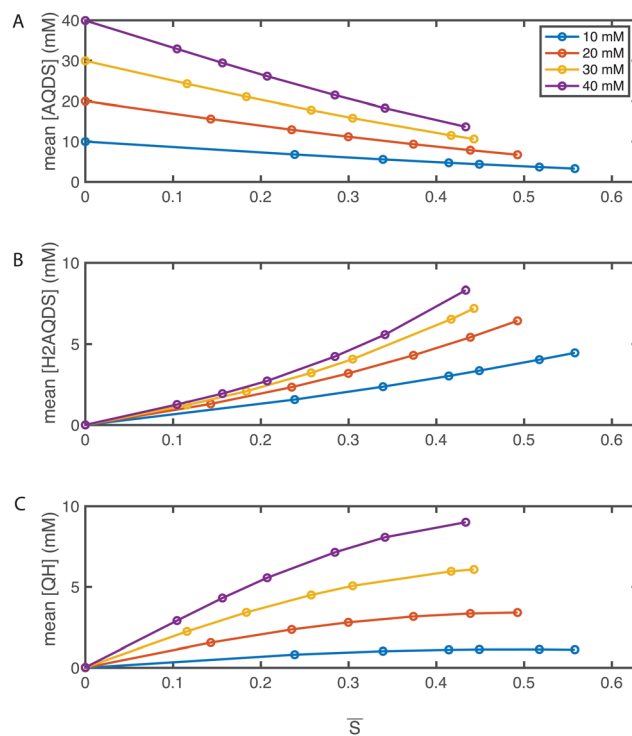 A
mean [AQDS] (mM)
40
30
20
10
0
0 0.1 0.2 0.3 0.4 0.5 0.6
10 mM
20 mM
30 mM
40 mM
B
mean [H2AQDS] (mM)
10
5
0
0 0.1 0.2 0.3 0.4 0.5 0.6
C
mean [QH] (mM)
10
5
0
0 0.1 0.2 0.3 0.4 0.5 0.6
S̅